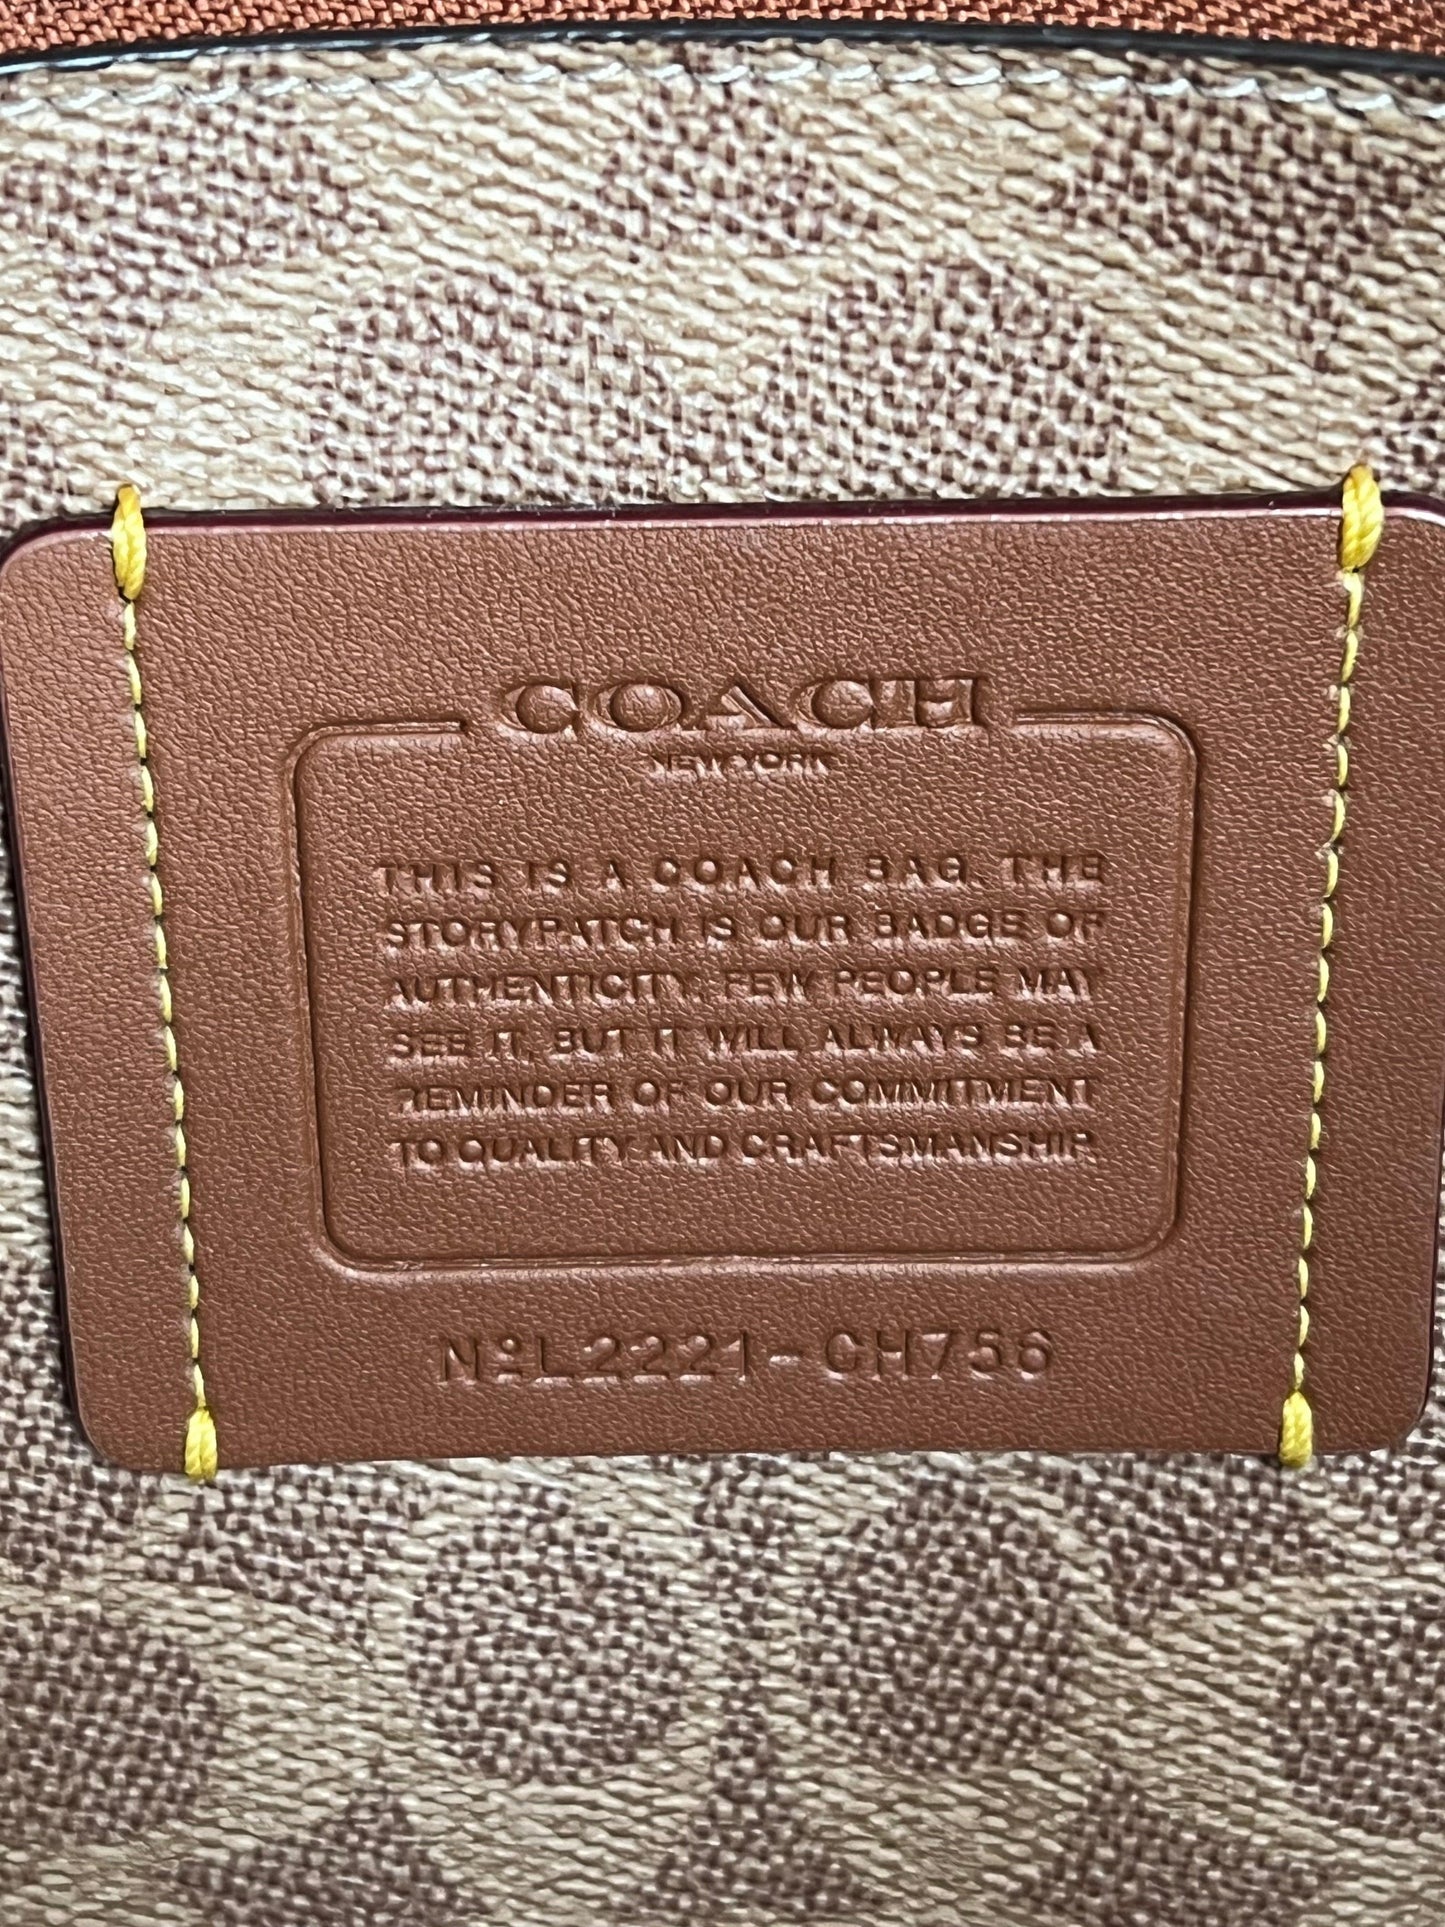 COACH
NEW YORK
THIS IS A COACH BAG. THE
STORYPATCH IS OUR BADGE OF
AUTHENTICITY. FEW PEOPLE MAY
SEE IT, BUT IT WILL ALWAYS BE A
REMINDER OF OUR COMMITMENT
TO QUALITY AND CRAFTSMANSHIP.
Nº L2221-CH756